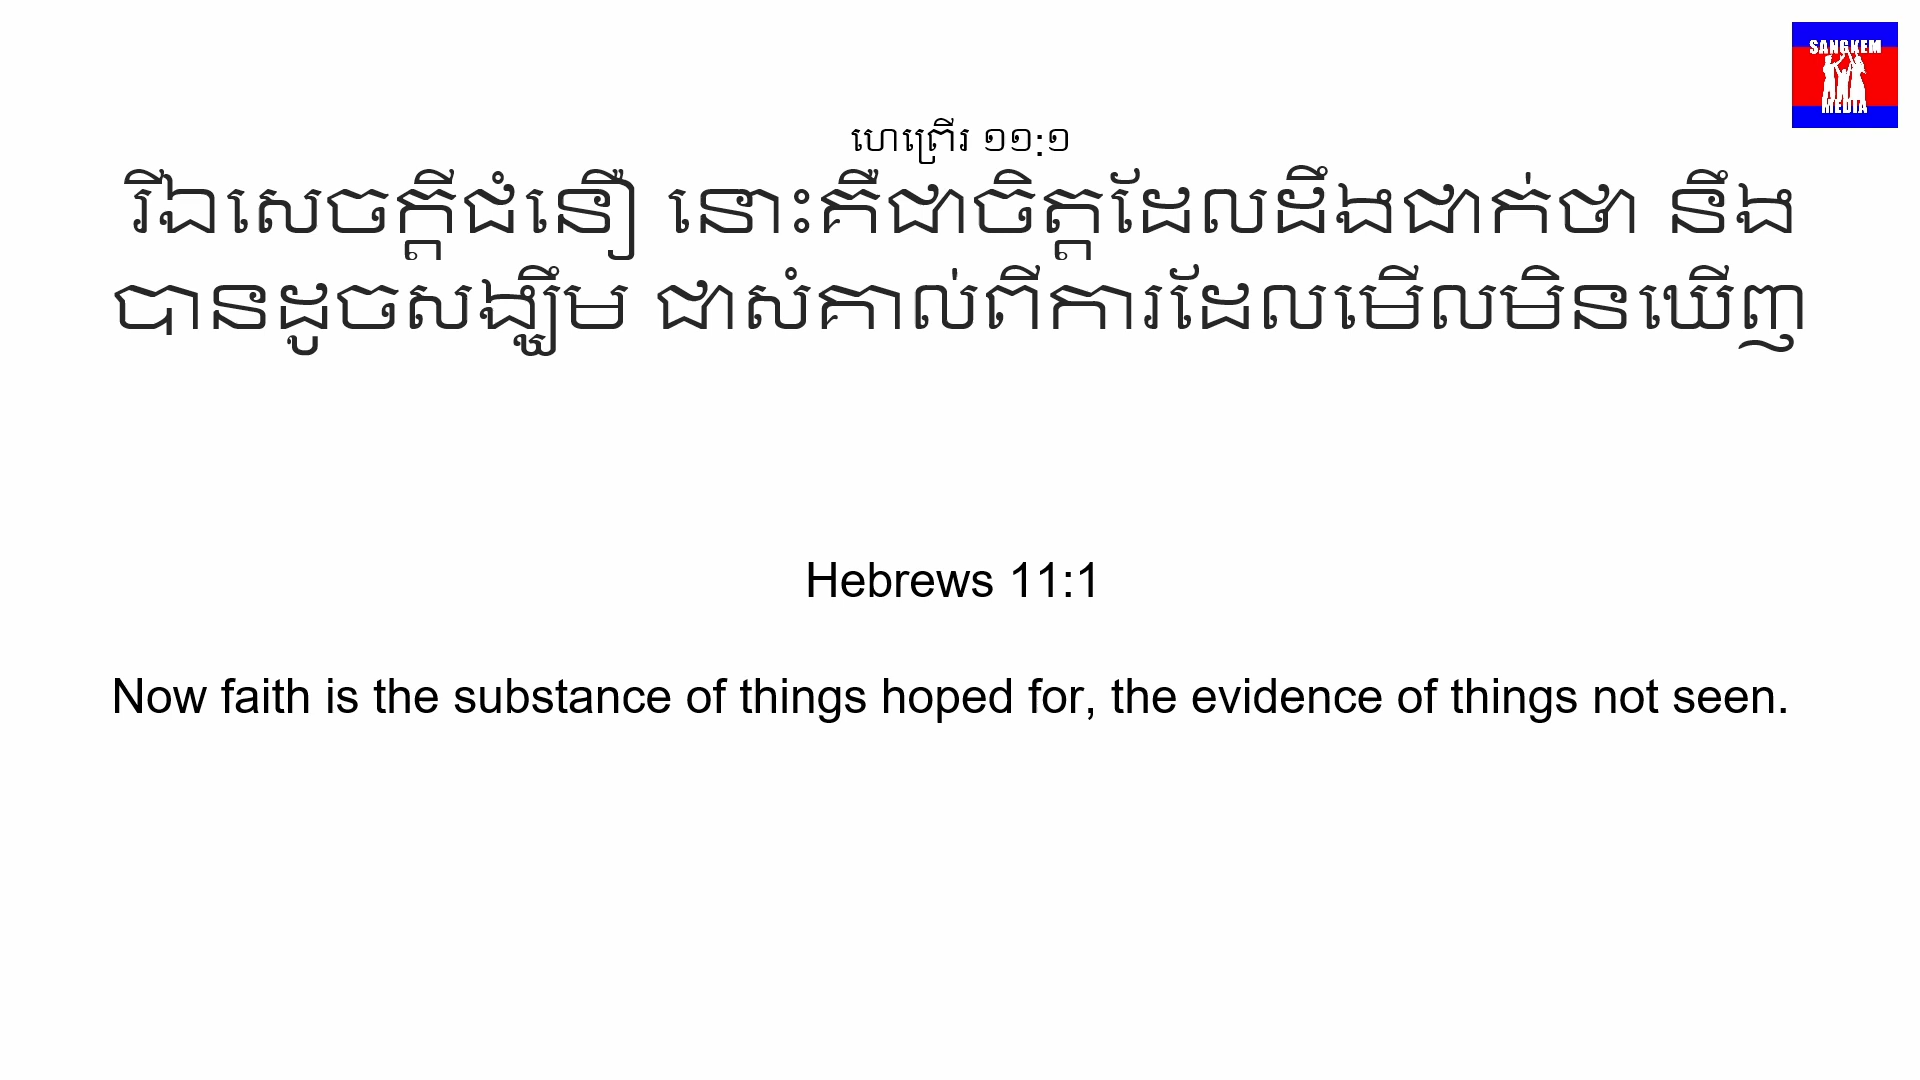 SANGKEM
MEDIA
ហេព្រើរ ១១:១
រីឯសេចក្ដីជំនឿ នោះគឺជាចិត្តដែលដឹងជាក់ថា នឹង
បានដូចសង្ឃឹម ជាសំគាល់ពីការដែលមើលមិនឃើញ
Hebrews 11:1
Now faith is the substance of things hoped for, the evidence of things not seen.